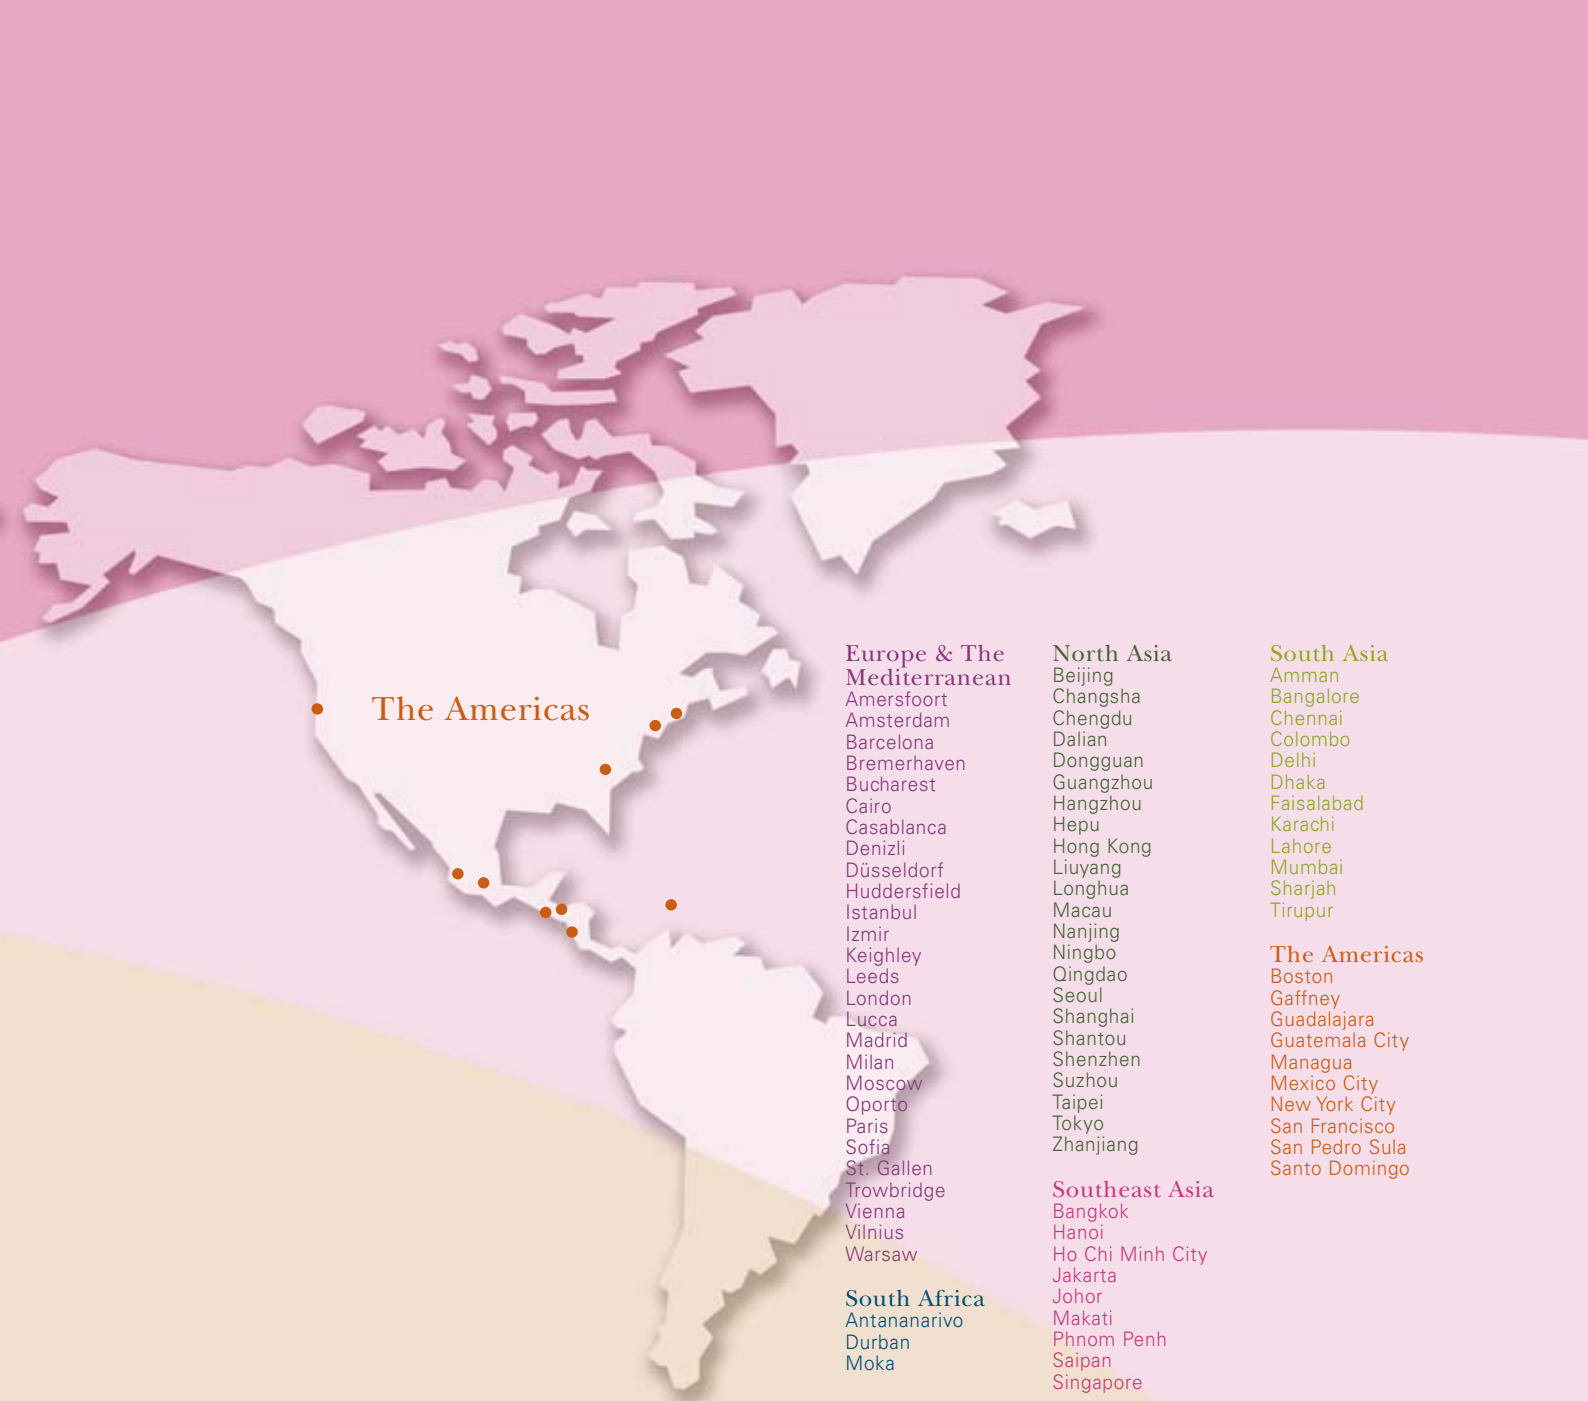 The Americas
Europe & The
Mediterranean
Amersfoort
Amsterdam
Barcelona
Bremerhaven
Bucharest
Cairo
Casablanca
Denizli
Düsseldorf
Huddersfield
Istanbul
Izmir
Keighley
Leeds
London
Lucca
Madrid
Milan
Moscow
Oporto
Paris
Sofia
St. Gallen
Trowbridge
Vienna
Vilnius
Warsaw
South Africa
Antananarivo
Durban
Moka
North Asia
Beijing
Changsha
Chengdu
Dalian
Dongguan
Guangzhou
Hangzhou
Hepu
Hong Kong
Liuyang
Longhua
Macau
Nanjing
Ningbo
Qingdao
Seoul
Shanghai
Shantou
Shenzhen
Suzhou
Taipei
Tokyo
Zhanjiang
Southeast Asia
Bangkok
Hanoi
Ho Chi Minh City
Jakarta
Johor
Makati
Phnom Penh
Saipan
Singapore
South Asia
Amman
Bangalore
Chennai
Colombo
Delhi
Dhaka
Faisalabad
Karachi
Lahore
Mumbai
Sharjah
Tirupur
The Americas
Boston
Gaffney
Guadalajara
Guatemala City
Managua
Mexico City
New York City
San Francisco
San Pedro Sula
Santo Domingo